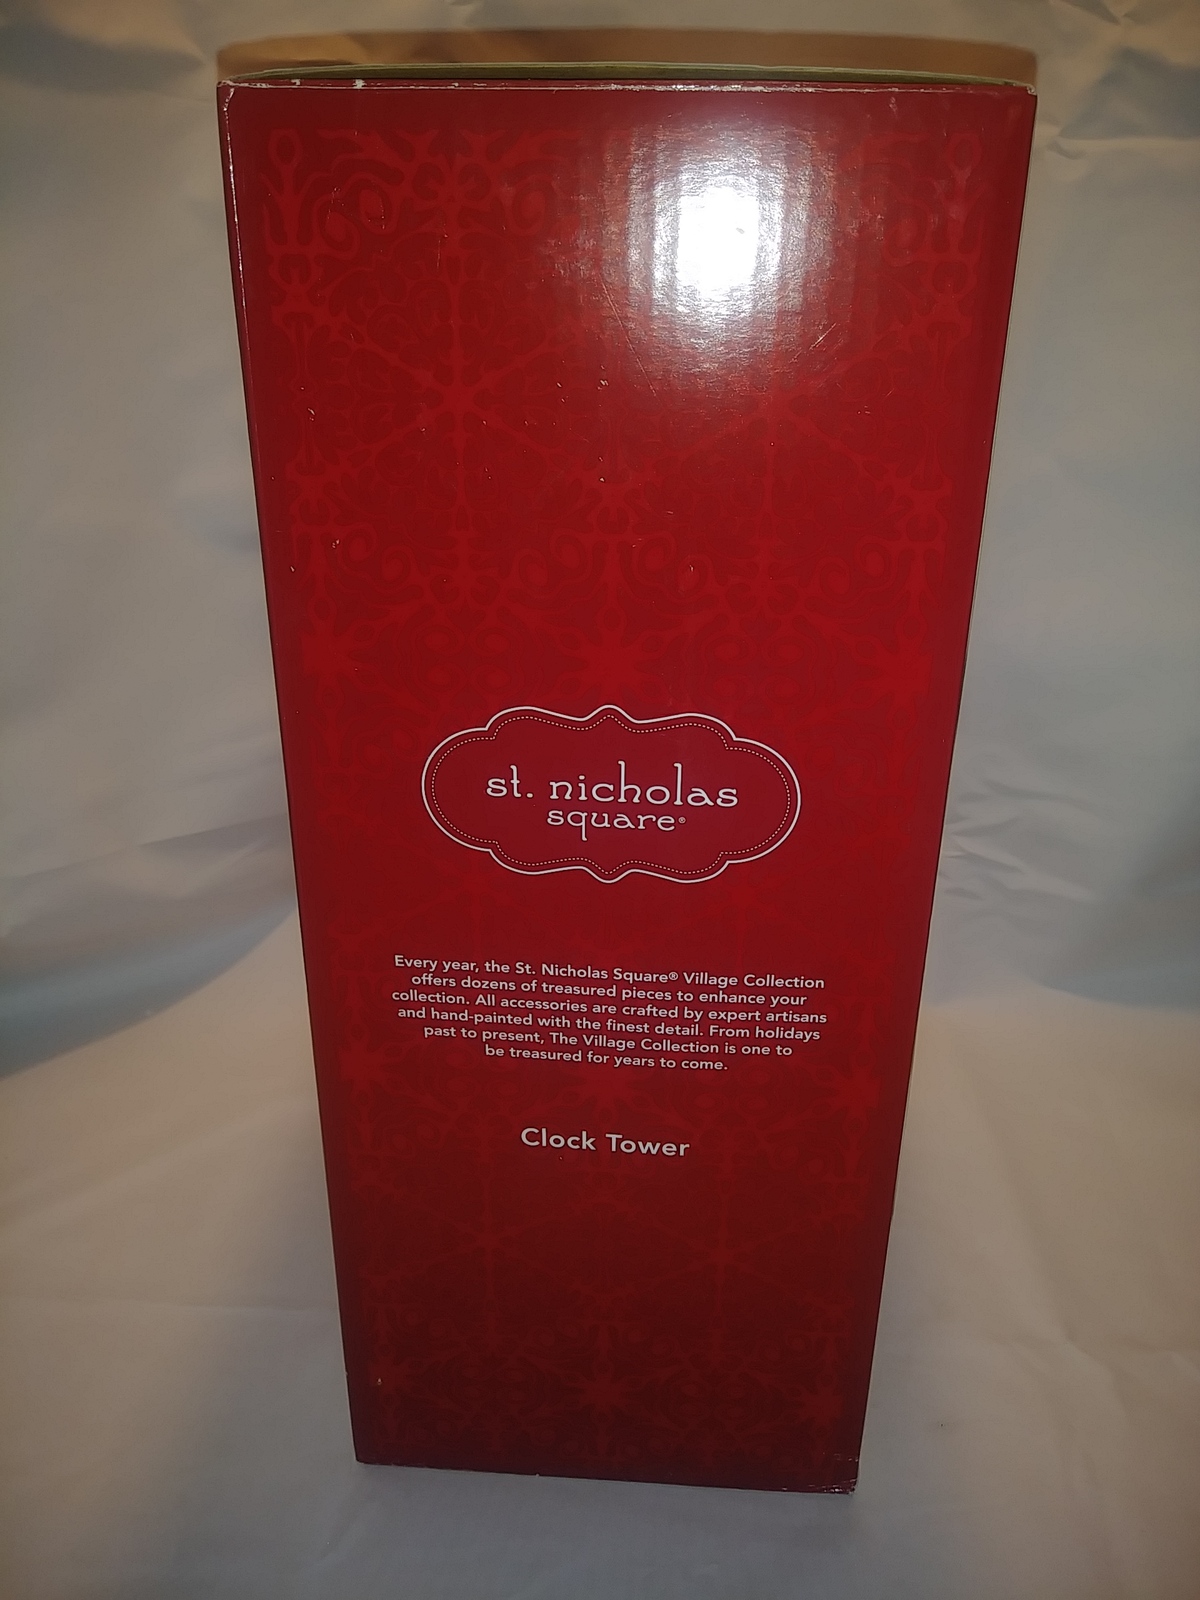 st. nicholas
square®
Every year, the St. Nicholas Square® Village Collection
offers dozens of treasured pieces to enhance your
collection. All accessories are crafted by expert artisans
and hand-painted with the finest detail. From holidays
past to present, The Village Collection is one to
be treasured for years to come.
Clock Tower